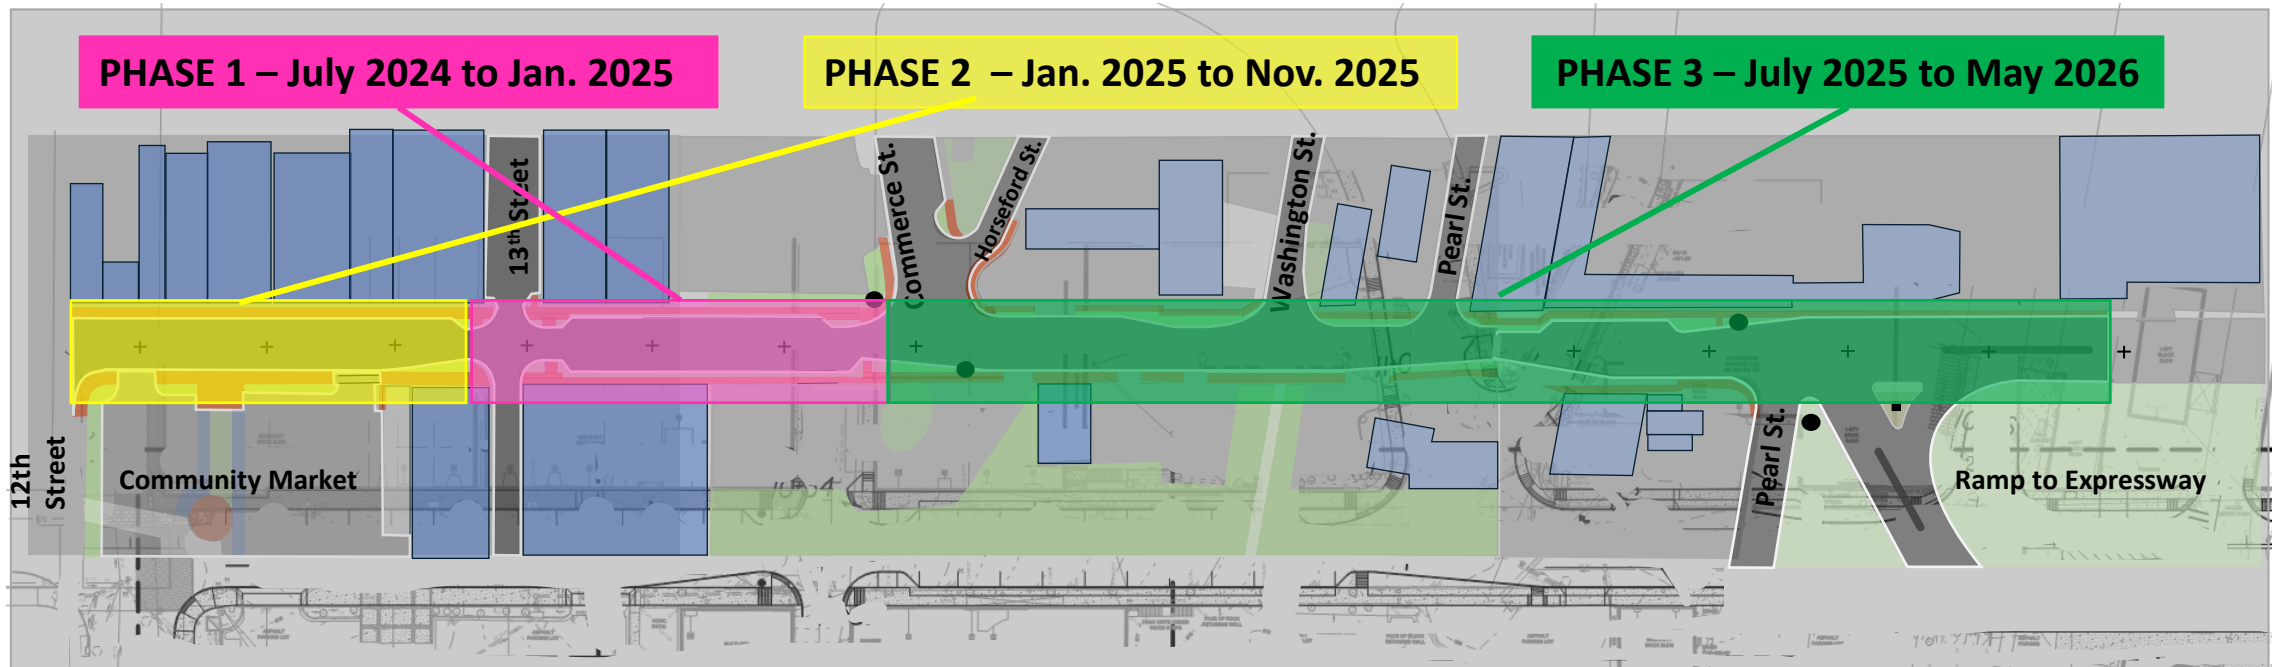 PHASE 1 – July 2024 to Jan. 2025
PHASE 2 – Jan. 2025 to Nov. 2025
PHASE 3 – July 2025 to May 2026
13th Street
Commerce St.
Horseford St.
Washington St.
Pearl St.
12th
Street
Community Market
Pearl St.
Ramp to Expressway